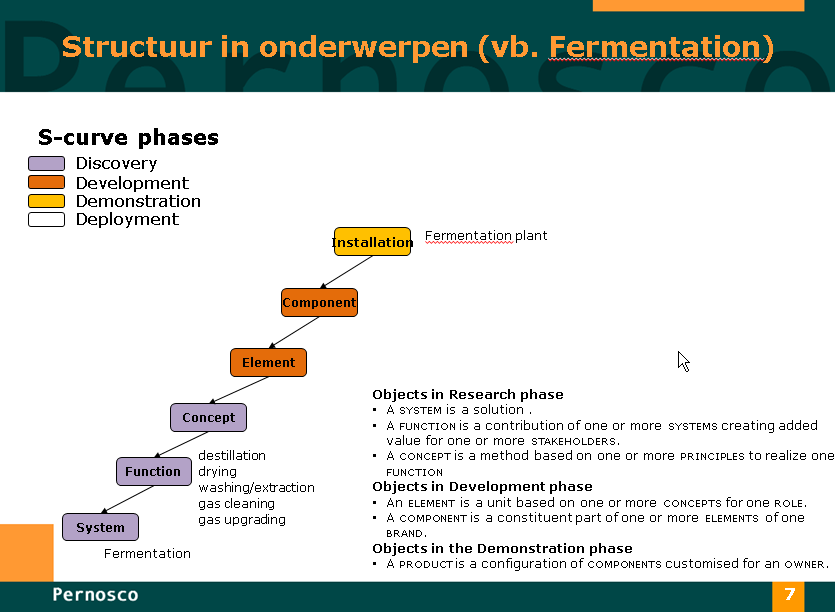 Structuur in onderwerpen (vb. Fermentation)
Pernosco
S-curve phases
Discovery
Development
Demonstration
Deployment
Installation
Fermentation plant
Component
Element
Concept
Function
destillation
drying
washing/extraction
gas cleaning
gas upgrading
System
Fermentation
Objects in Research phase
• A SYSTEM is a solution .
• A FUNCTION is a contribution of one or more SYSTEMS creating added
value for one or more STAKEHOLDERS.
• A CONCEPT is a method based on one or more PRINCIPLES to realize one
FUNCTION
Objects in Development phase
• An ELEMENT is a unit based on one or more CONCEPTS for one ROLE.
• A COMPONENT is a constituent part of one or more ELEMENTS of one
BRAND.
Objects in the Demonstration phase
• A PRODUCT is a configuration of COMPONENTS customised for an OWNER.
Pernosco
7